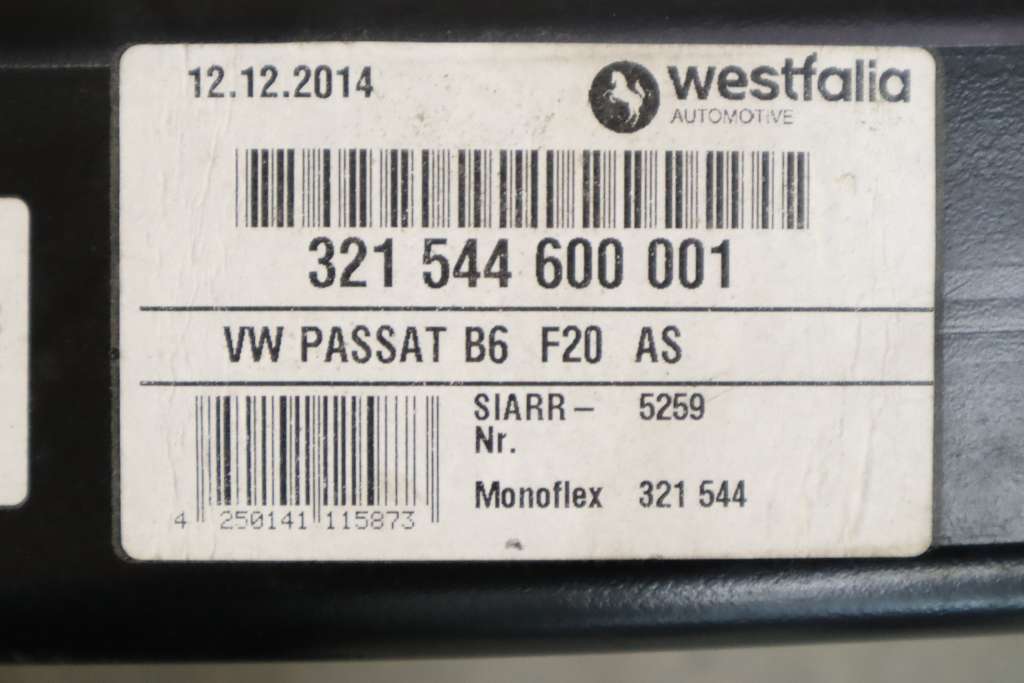 12.12.2014
westfalia
AUTOMOTIVE
321 544 600 001
VW PASSAT B6 F20 AS
SIARR- 5259
Nr.
Monoflex 321 544
4 250141 115873